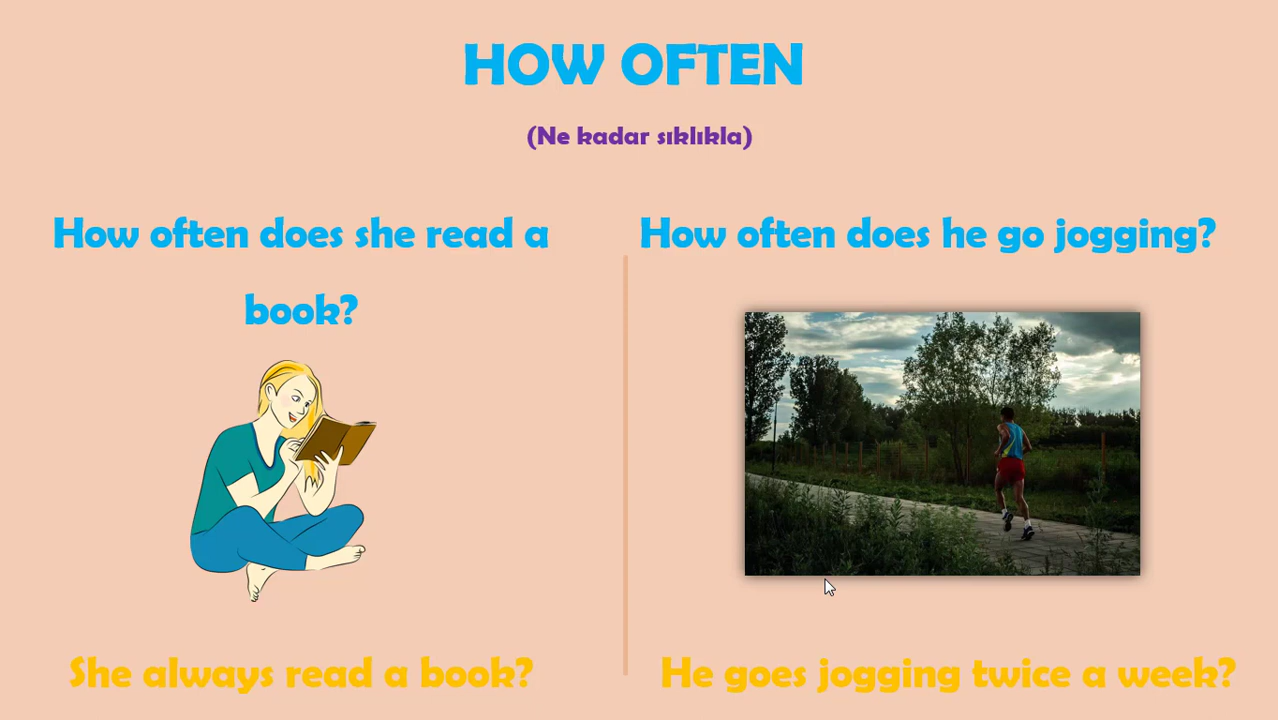 HOW OFTEN
(Ne kadar sıklıkla)
How often does she read a
book?
She always read a book?
How often does he go jogging?
He goes jogging twice a week?